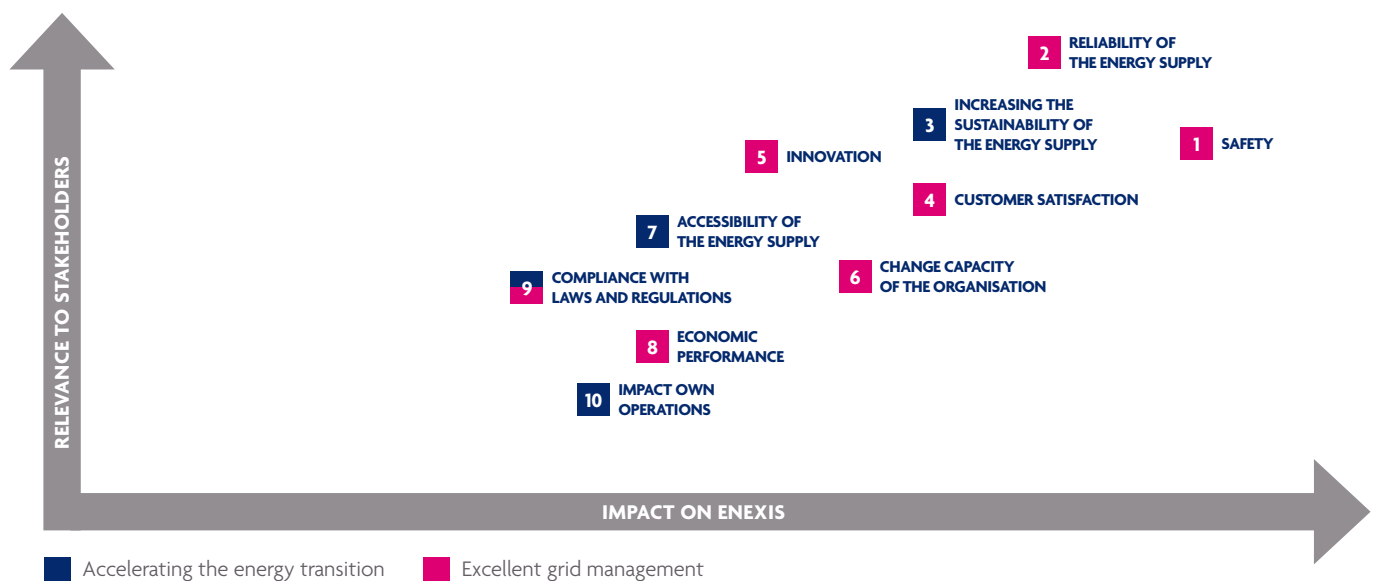 2
RELIABILITY OF
THE ENERGY SUPPLY
3
INCREASING THE
SUSTAINABILITY OF
THE ENERGY SUPPLY
1
SAFETY
5
INNOVATION
4
CUSTOMER SATISFACTION
7
ACCESSIBILITY OF
THE ENERGY SUPPLY
6
CHANGE CAPACITY
OF THE ORGANISATION
9
COMPLIANCE WITH
LAWS AND REGULATIONS
8
ECONOMIC
PERFORMANCE
10
IMPACT OWN
OPERATIONS
RELEVANCE TO STAKEHOLDERS
IMPACT ON ENEXIS
Accelerating the energy transition
Excellent grid management